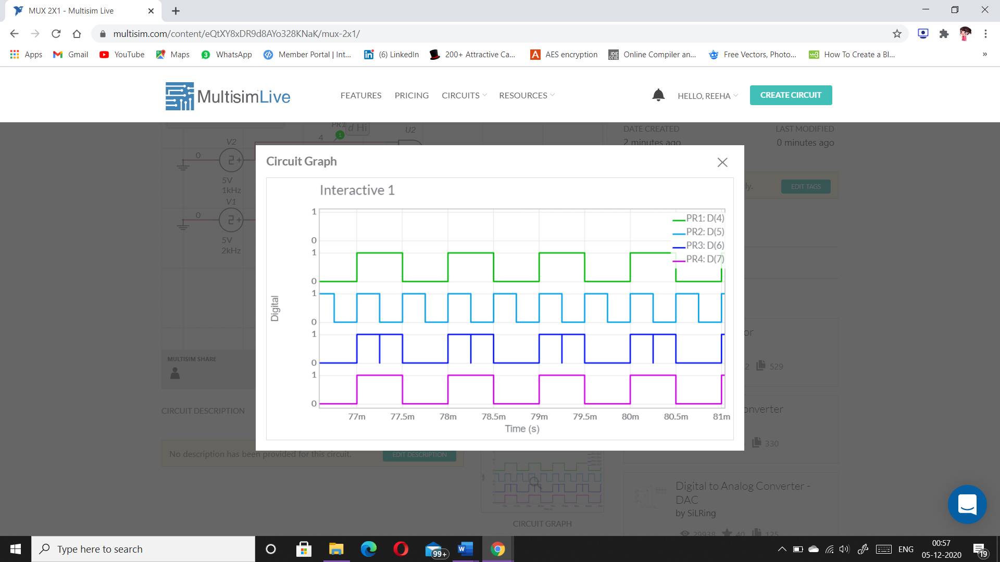 MUX 2X1 - Multisim Live
multisim.com/content/eQtXY8xDR9d8AYo328KNaK/mux-2x1/
Apps Gmail YouTube Maps WhatsApp Member Portal | Int... (6) LinkedIn 200+ Attractive Ca... AES encryption Online Compiler an... Free Vectors, Photo... How To Create a Bl... »
MultisimLive FEATURES PRICING CIRCUITS RESOURCES HELLO, REEHA CREATE CIRCUIT
PR1 d Hi U2
4 1
V2
0
5V
1kHz
V1
0
5V
2kHz
DATE CREATED LAST MODIFIED
2 minutes ago 0 minutes ago
ly. EDIT TAGS
Circuit Graph
Interactive 1
PR1: D(4)
PR2: D(5)
PR3: D(6)
PR4: D(7)
1
0
1
0
1
0
1
0
1
0
Digital
77m 77.5m 78m 78.5m 79m 79.5m 80m 80.5m 81m
Time (s)
or
2 529
onverter
330
MULTISIM SHARE
CIRCUIT DESCRIPTION
No description has been provided for this circuit. EDIT DESCRIPTION
CIRCUIT GRAPH
Digital to Analog Converter -
DAC
by SiLRing
29938 40 125
Type here to search
99+
ENG
00:57
05-12-2020
19